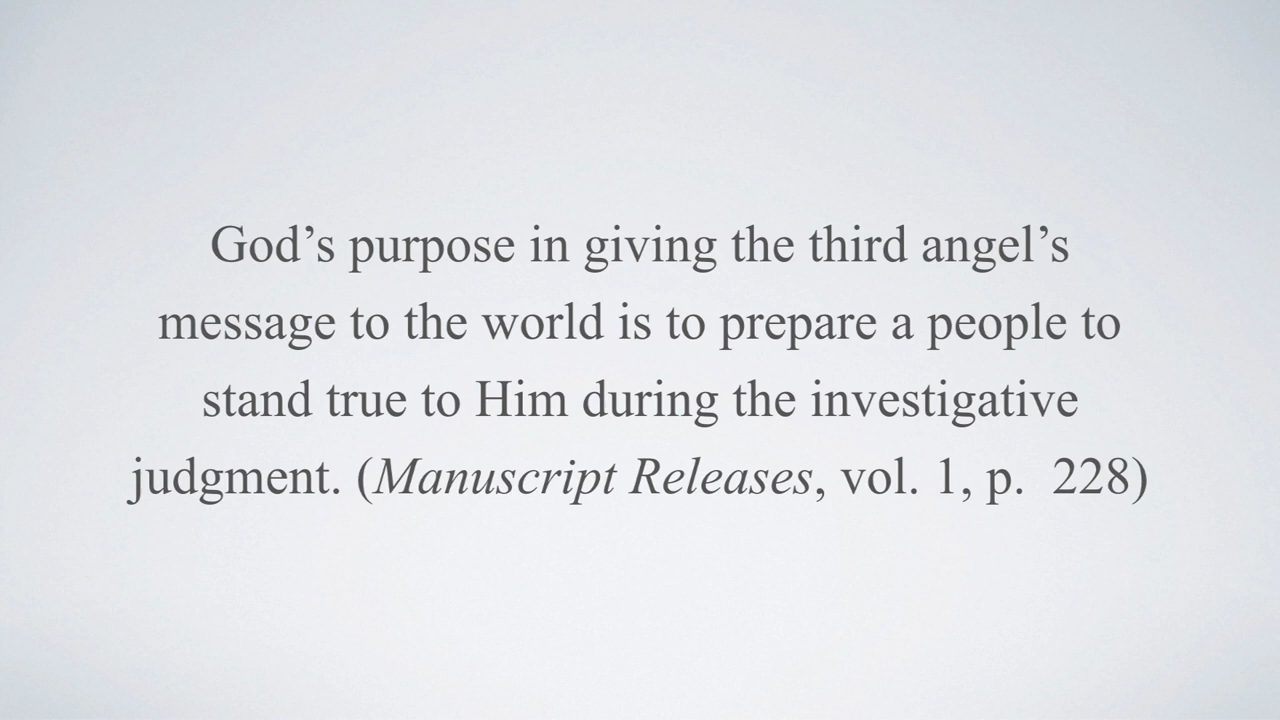 God’s purpose in giving the third angel’s
message to the world is to prepare a people to
stand true to Him during the investigative
judgment. (Manuscript Releases, vol. 1, p.  228)